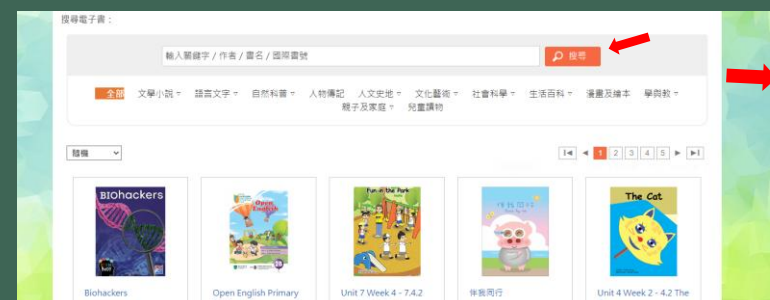 搜尋電子書：
輸入關鍵字 / 作者 / 書名 / 國際書號
搜尋
全部 文學小說 語言文字 自然科普 人物傳記 人文史地 文化藝術 社會科學 生活百科 漫畫及繪本 學與教
親子及家庭 兒童讀物
隨機
1 2 3 4 5
BIOhackers
Open English
Fun in the Park
伴我同行
The Cat
Biohackers
Open English Primary
Unit 7 Week 4 - 7.4.2
伴我同行
Unit 4 Week 2 - 4.2 The